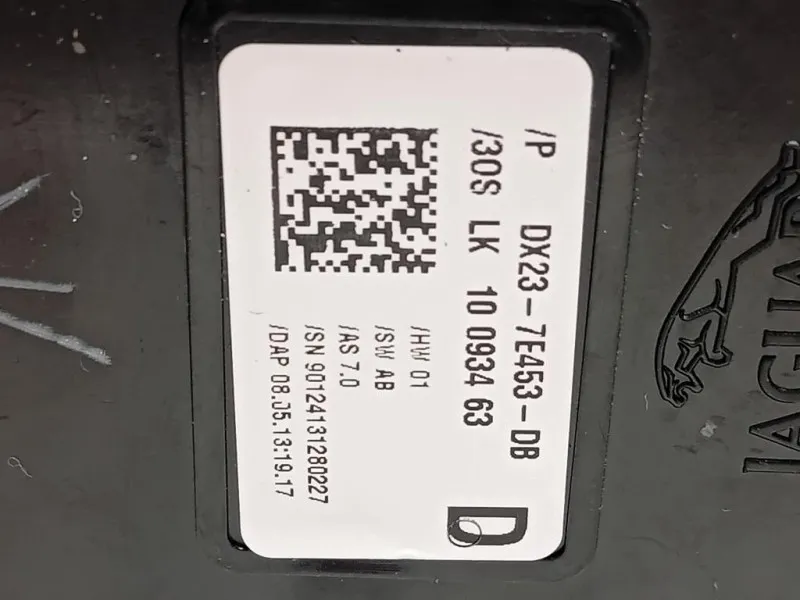 /P DX23-7E453-DB
/30S LK 10 0934 63
/HW 01
/SW AB
/AS 7.0
/SN 90124131280227
/DAP 08.05.13:19.17
D
JAGUAR